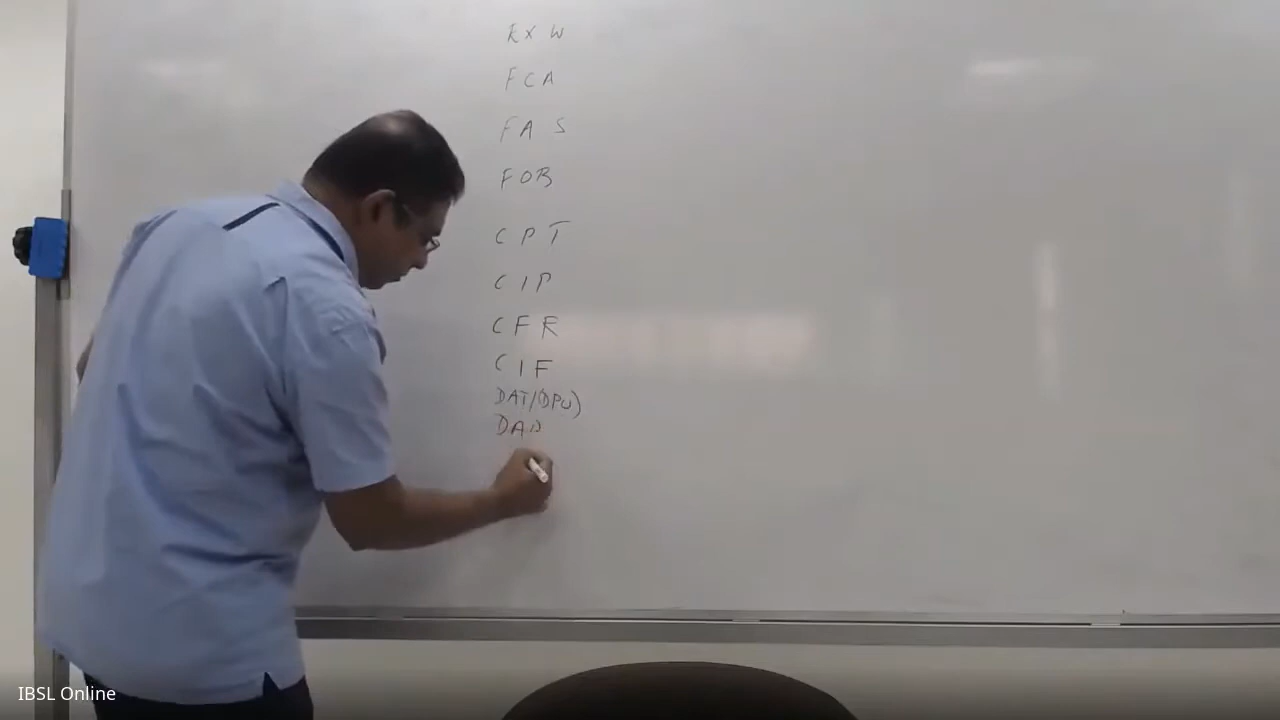 EXW
FCA
FAS
FOB
CPT
CIP
CFR
CIF
DAT/(DPU)
DAP
IBSL Online